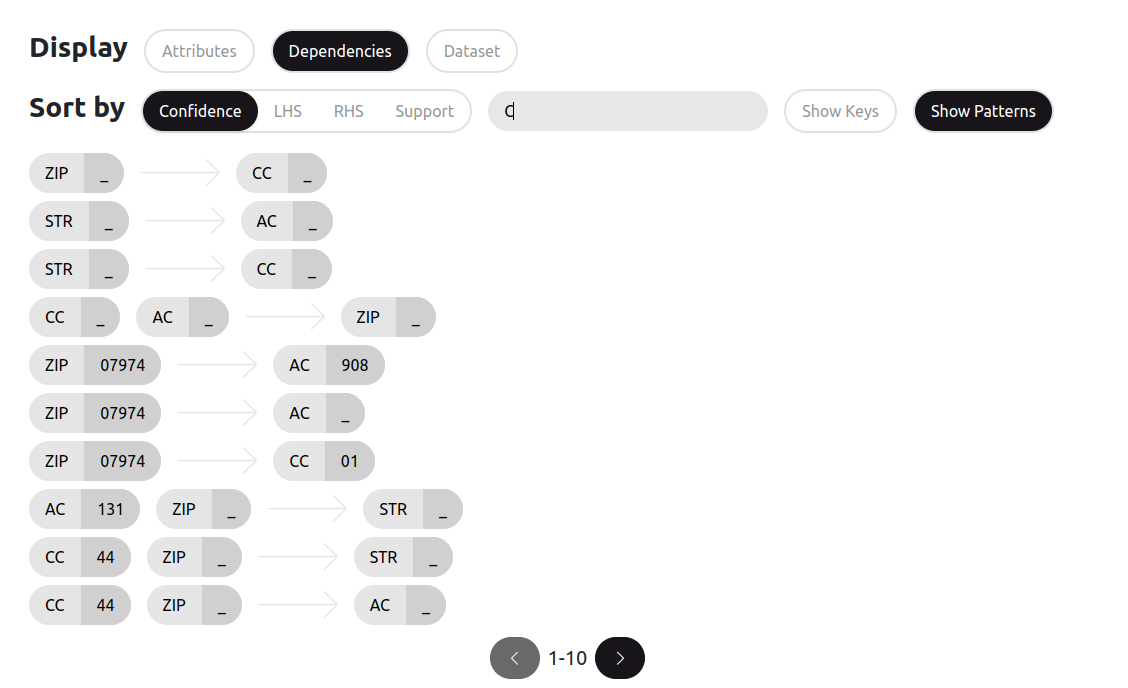 Display Attributes Dependencies Dataset
Sort by Confidence LHS RHS Support C Show Keys Show Patterns
ZIP _ CC _
STR _ AC _
STR _ CC _
CC _ AC _ ZIP _
ZIP 07974 AC 908
ZIP 07974 AC _
ZIP 07974 CC 01
AC 131 ZIP _ STR _
CC 44 ZIP _ STR _
CC 44 ZIP _ AC _
1-10